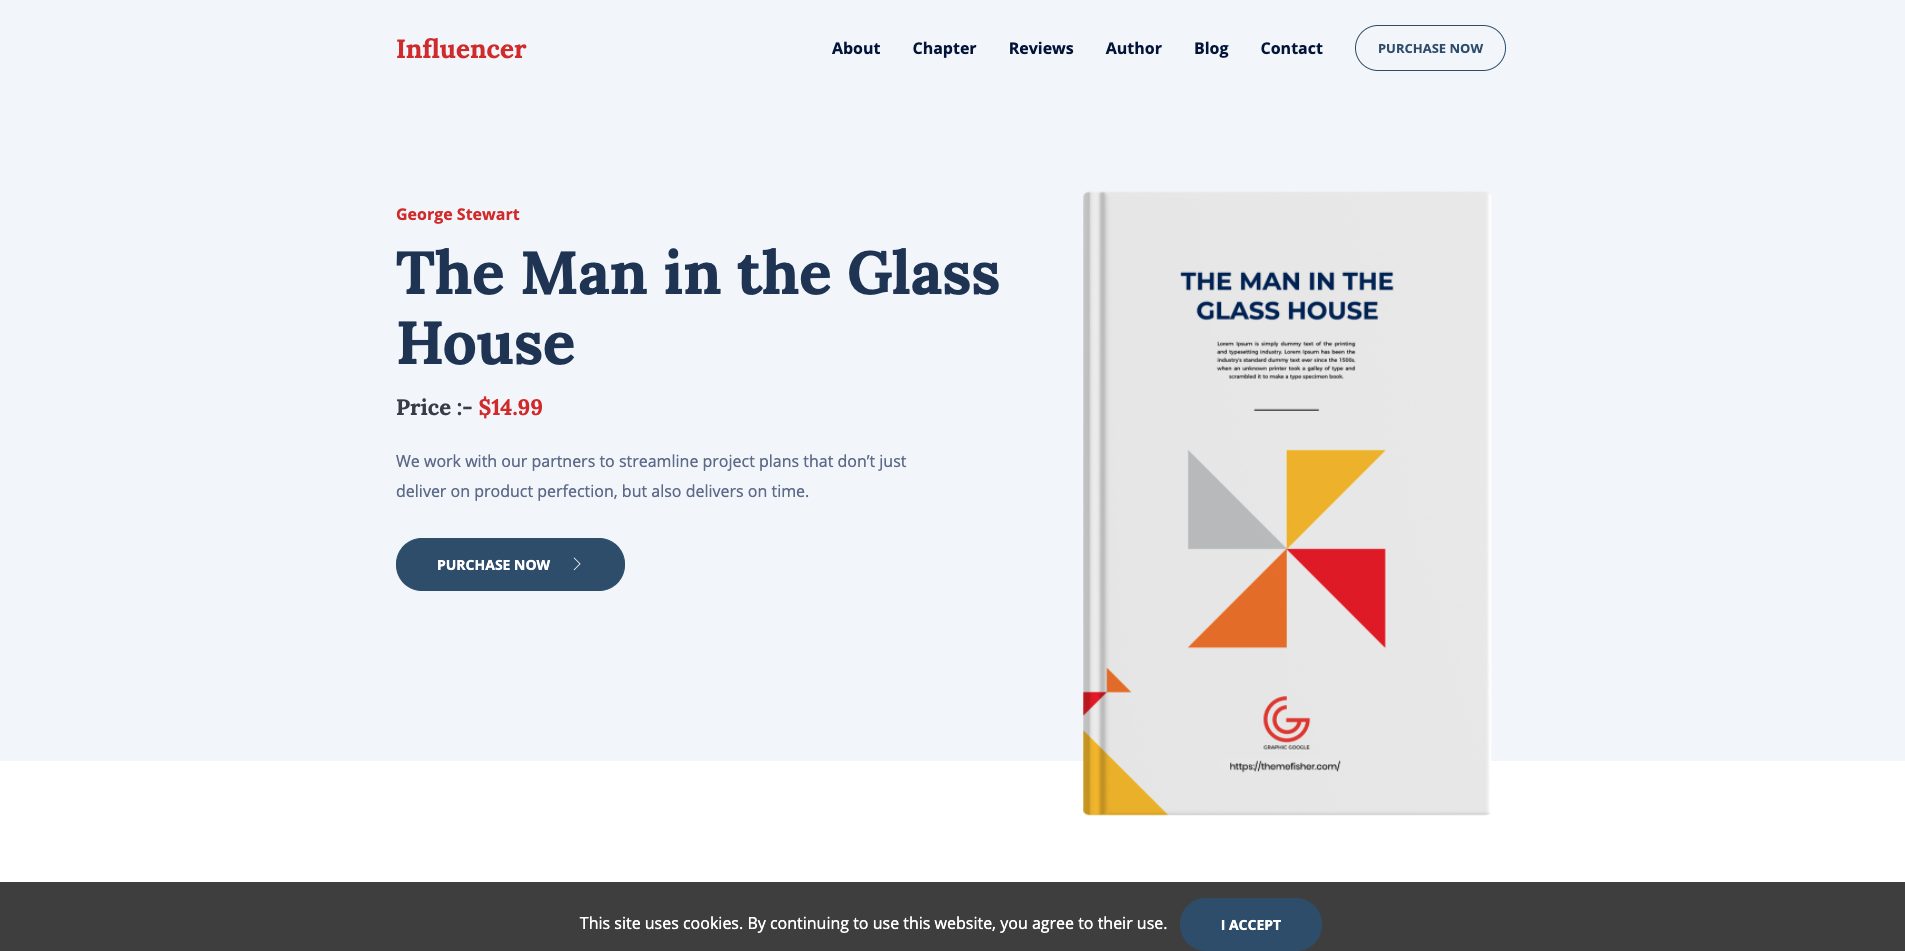 Influencer
About Chapter Reviews Author Blog Contact PURCHASE NOW
George Stewart
The Man in the Glass
House
Price :- $14.99
We work with our partners to streamline project plans that don’t just
deliver on product perfection, but also delivers on time.
PURCHASE NOW
THE MAN IN THE
GLASS HOUSE
Lorem Ipsum is simply dummy text of the printing
and typesetting industry. Lorem Ipsum has been the
industry's standard dummy text ever since the 1500s,
when an unknown printer took a galley of type and
scrambled it to make a type specimen book.
GRAPHIC GOOGLE
https://themefisher.com/
This site uses cookies. By continuing to use this website, you agree to their use. I ACCEPT